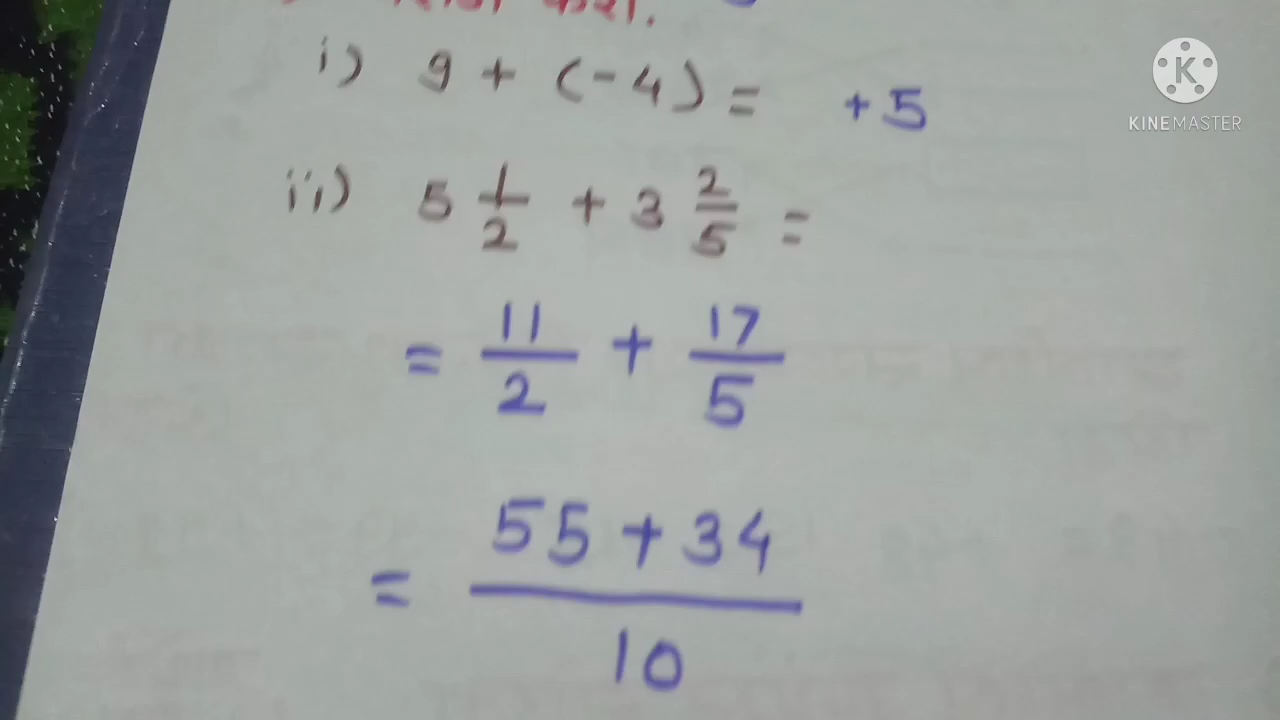 i) 9 + (-4) = +5
ii) 5 1/2 + 3 2/5 =
= 11/2 + 17/5
= 55 + 34 / 10
KINEMASTER